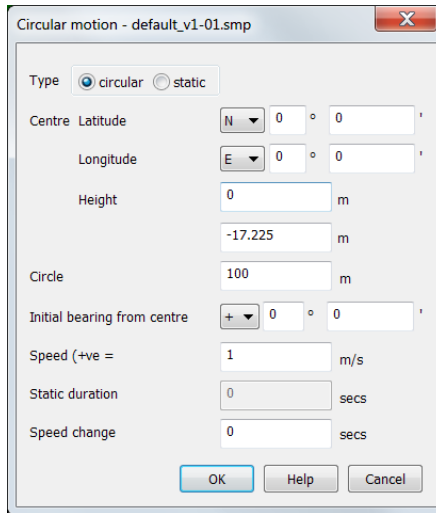 Circular motion - default_v1-01.smp X
Type circular static
Centre Latitude N 0 ° 0 '
Longitude E 0 ° 0 '
Height 0 m
-17.225 m
Circle 100 m
Initial bearing from centre + 0 ° 0 '
Speed (+ve = 1 m/s
Static duration 0 secs
Speed change 0 secs
OK Help Cancel